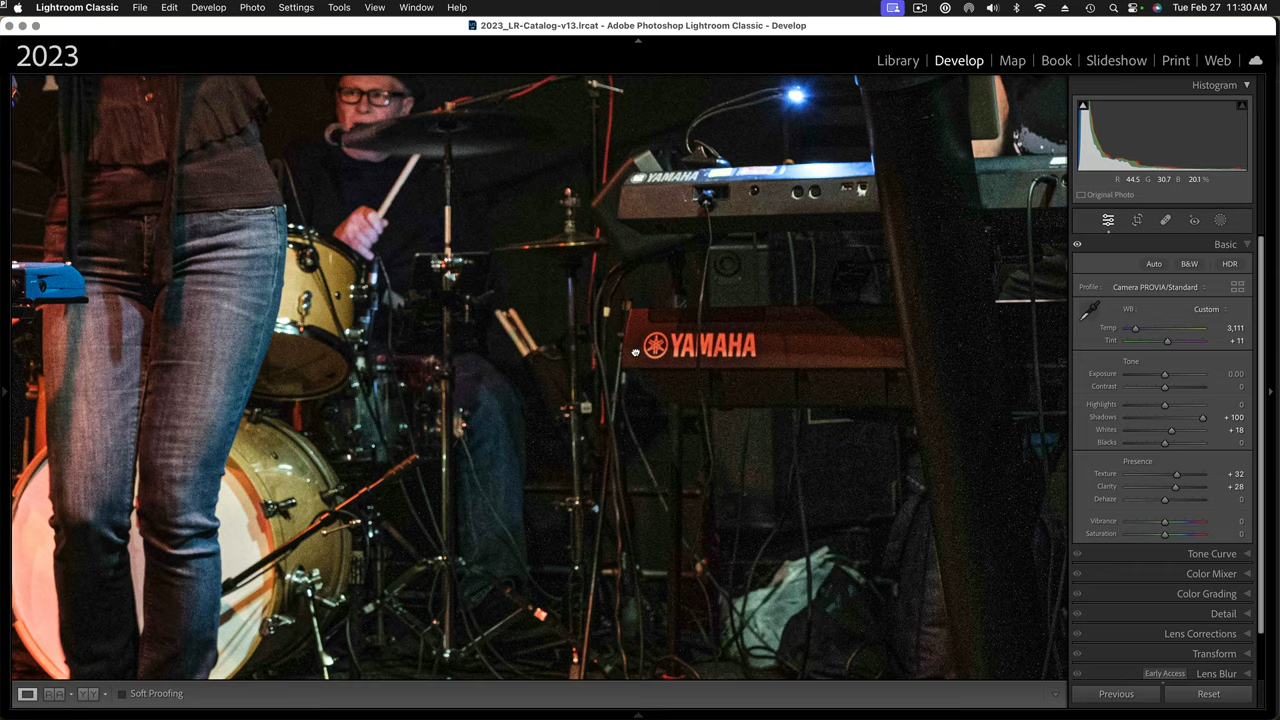 Lightroom Classic File Edit Develop Photo Settings Tools View Window Help Tue Feb 27 11:30 AM
2023_LR-Catalog-v13.lrcat - Adobe Photoshop Lightroom Classic - Develop
2023
Library | Develop | Map | Book | Slideshow | Print | Web
Histogram
R 44.5 G 30.7 B 20.1 %
Original Photo
Basic
Auto B&W HDR
Profile : Camera PROVIA/Standard
WB : Custom
Temp 3,111
Tint + 11
Tone
Exposure 0.00
Contrast 0
Highlights 0
Shadows + 100
Whites + 18
Blacks 0
Presence
Texture + 32
Clarity + 28
Dehaze 0
Vibrance 0
Saturation 0
Tone Curve
Color Mixer
Color Grading
Detail
Lens Corrections
Transform
Early Access Lens Blur
Previous Reset
YAMAHA
YAMAHA
Soft Proofing